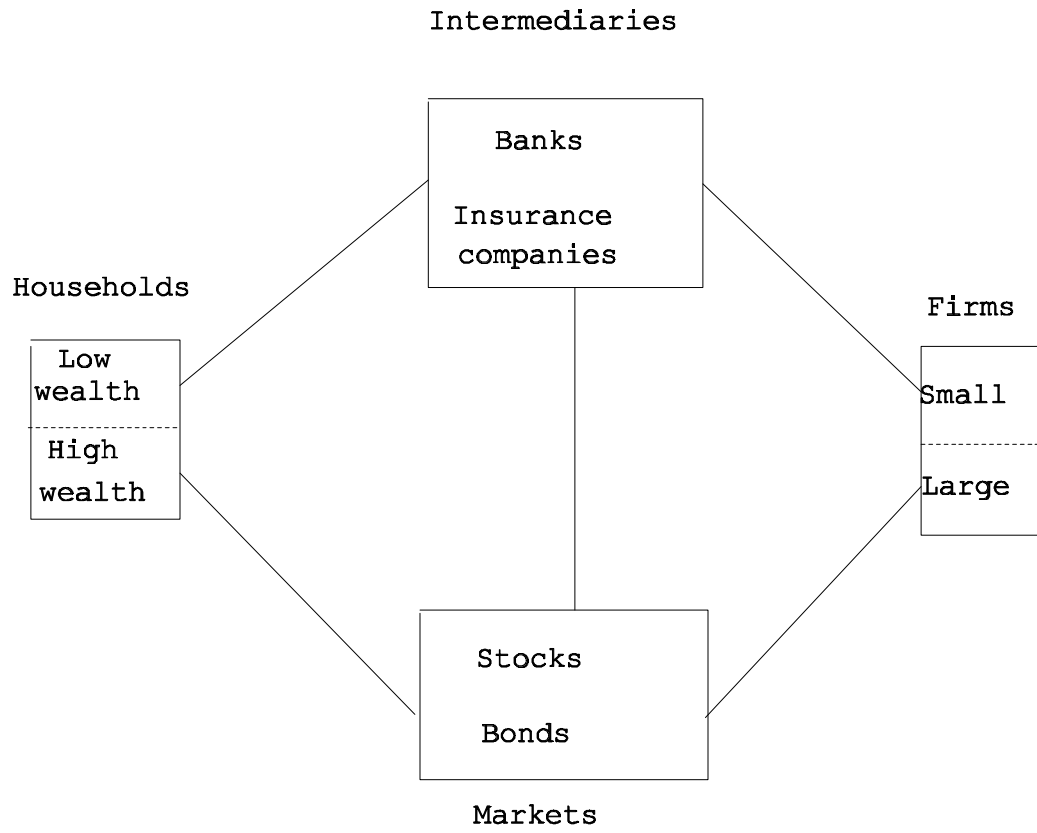 Intermediaries
Banks
Insurance
companies
Households
Low
wealth
High
wealth
Firms
Small
Large
Stocks
Bonds
Markets